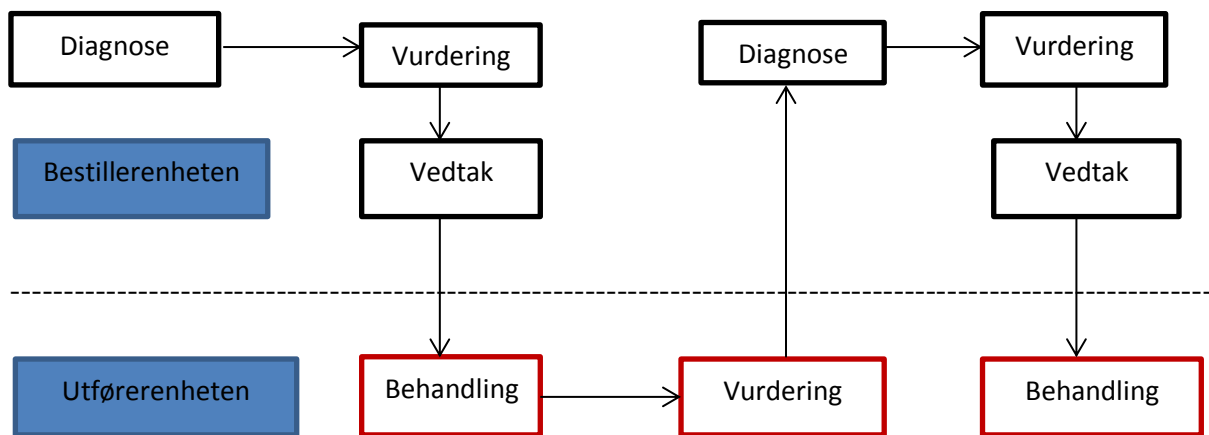 Diagnose
Vurdering
Diagnose
Vurdering
Bestillerenheten
Vedtak
Vedtak
Utførerenheten
Behandling
Vurdering
Behandling